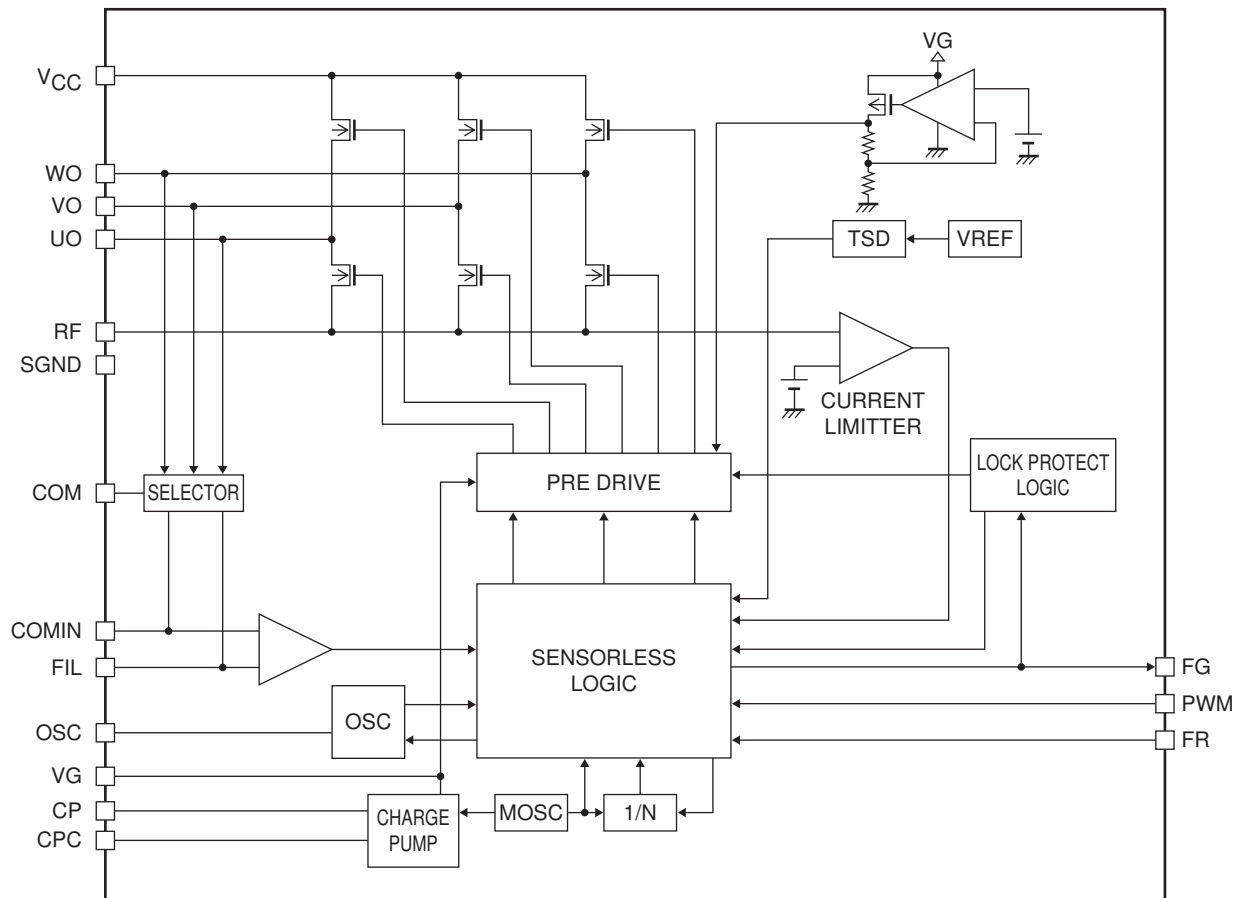 VG
VCC
WO
VO
UO
TSD
VREF
RF
SGND
CURRENT
LIMITTER
PRE DRIVE
LOCK PROTECT
LOGIC
COM
SELECTOR
COMIN
FIL
SENSORLESS
LOGIC
FG
PWM
FR
OSC
OSC
VG
CP
CPC
CHARGE
PUMP
MOSC
1/N